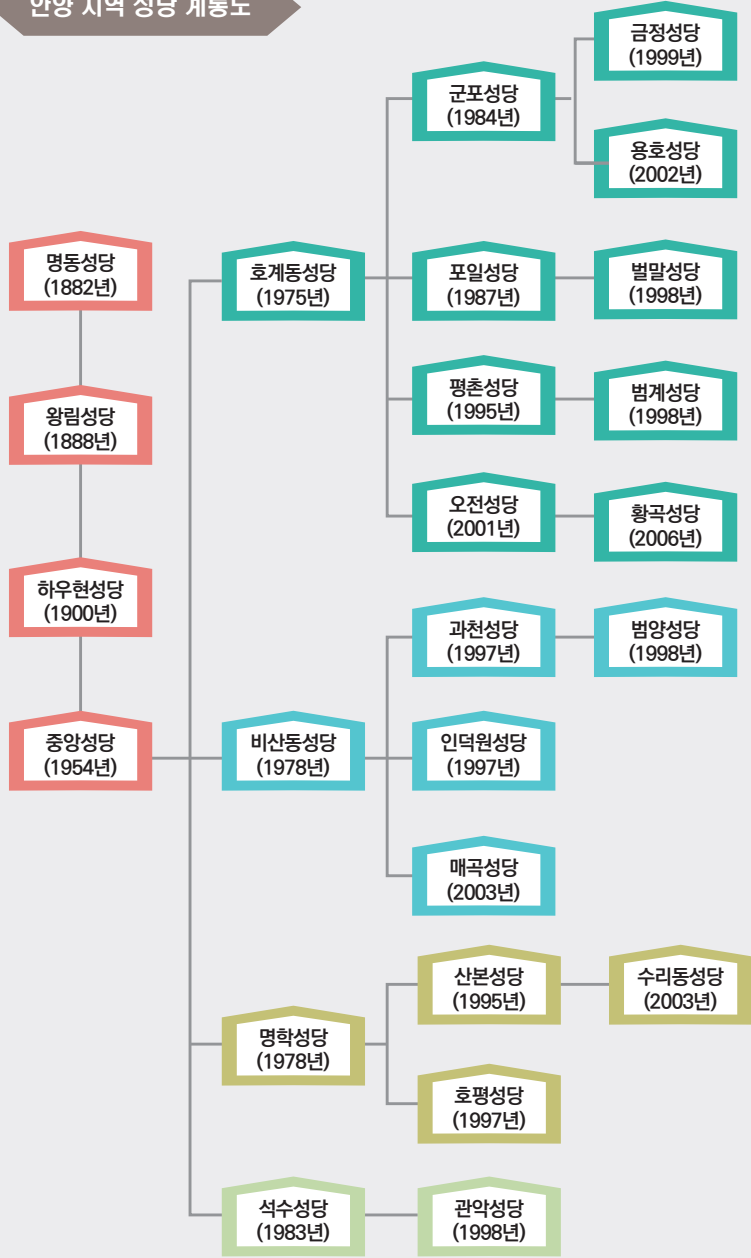 안양 지역 성당 계통도
금정성당
(1999년)
군포성당
(1984년)
용호성당
(2002년)
명동성당
(1882년)
호계동성당
(1975년)
포일성당
(1987년)
벌말성당
(1998년)
왕림성당
(1888년)
평촌성당
(1995년)
범계성당
(1998년)
오전성당
(2001년)
황곡성당
(2006년)
하우현성당
(1900년)
과천성당
(1997년)
범양성당
(1998년)
중앙성당
(1954년)
비산동성당
(1978년)
인덕원성당
(1997년)
매곡성당
(2003년)
명학성당
(1978년)
산본성당
(1995년)
수리동성당
(2003년)
호평성당
(1997년)
석수성당
(1983년)
관악성당
(1998년)